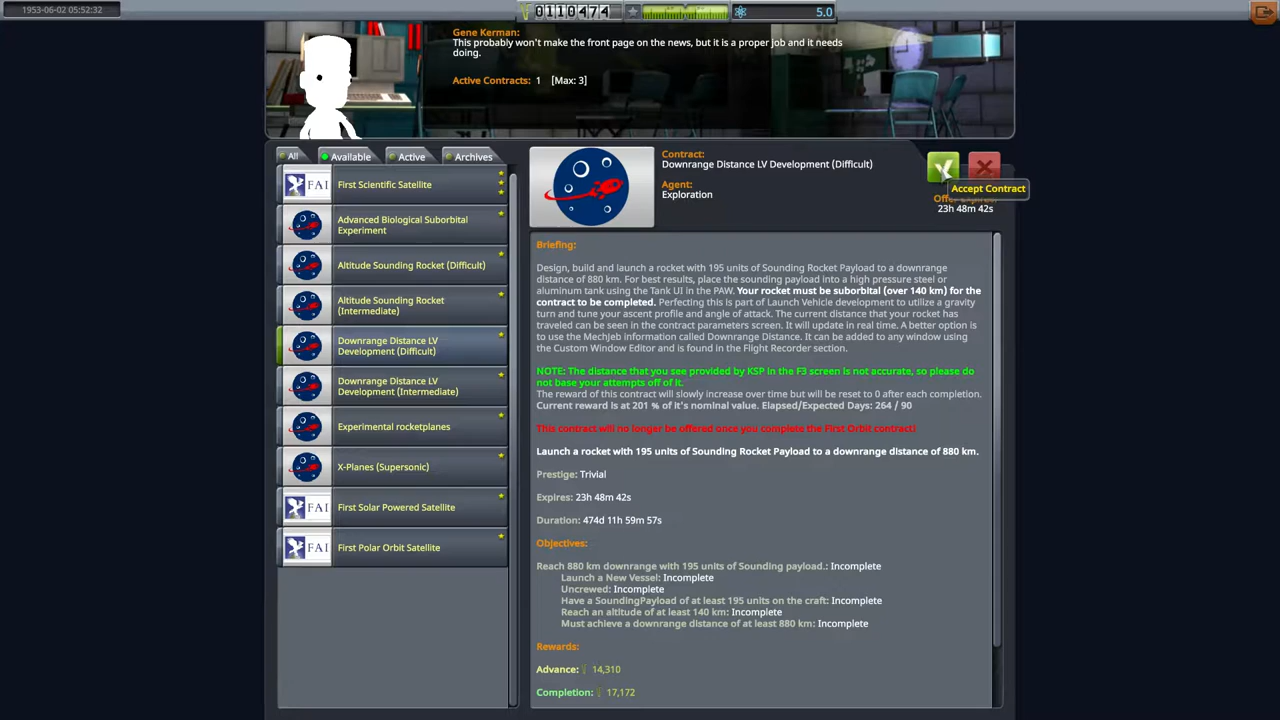 1953-06-02 05:52:32
0110474
5.0
Gene Kerman:
This probably won't make the front page on the news, but it is a proper job and it needs
doing.
Active Contracts: 1 [Max: 3]
All
Available
Active
Archives
FAI
First Scientific Satellite
Advanced Biological Suborbital
Experiment
Altitude Sounding Rocket (Difficult)
Altitude Sounding Rocket
(Intermediate)
Downrange Distance LV
Development (Difficult)
Downrange Distance LV
Development (Intermediate)
Experimental rocketplanes
X-Planes (Supersonic)
FAI
First Solar Powered Satellite
FAI
First Polar Orbit Satellite
Contract:
Downrange Distance LV Development (Difficult)
Agent:
Exploration
Accept Contract
23h 48m 42s
Briefing:
Design, build and launch a rocket with 195 units of Sounding Rocket Payload to a downrange
distance of 880 km. For best results, place the sounding payload into a high pressure steel or
aluminum tank using the Tank UI in the PAW. Your rocket must be suborbital (over 140 km) for the
contract to be completed. Perfecting this is part of Launch Vehicle development to utilize a gravity
turn and tune your ascent profile and angle of attack. The current distance that your rocket has
traveled can be seen in the contract parameters screen. It will update in real time. A better option is
to use the MechJeb information called Downrange Distance. It can be added to any window using
the Custom Window Editor and is found in the Flight Recorder section.
NOTE: The distance that you see provided by KSP in the F3 screen is not accurate, so please do
not base your attempts off of it.
The reward of this contract will slowly increase over time but will be reset to 0 after each completion.
Current reward is at 201 % of it's nominal value. Elapsed/Expected Days: 264 / 90
This contract will no longer be offered once you complete the First Orbit contract!
Launch a rocket with 195 units of Sounding Rocket Payload to a downrange distance of 880 km.
Prestige: Trivial
Expires: 23h 48m 42s
Duration: 474d 11h 59m 57s
Objectives:
Reach 880 km downrange with 195 units of Sounding payload.: Incomplete
Launch a New Vessel: Incomplete
Uncrewed: Incomplete
Have a SoundingPayload of at least 195 units on the craft: Incomplete
Reach an altitude of at least 140 km: Incomplete
Must achieve a downrange distance of at least 880 km: Incomplete
Rewards:
Advance: 14,310
Completion: 17,172